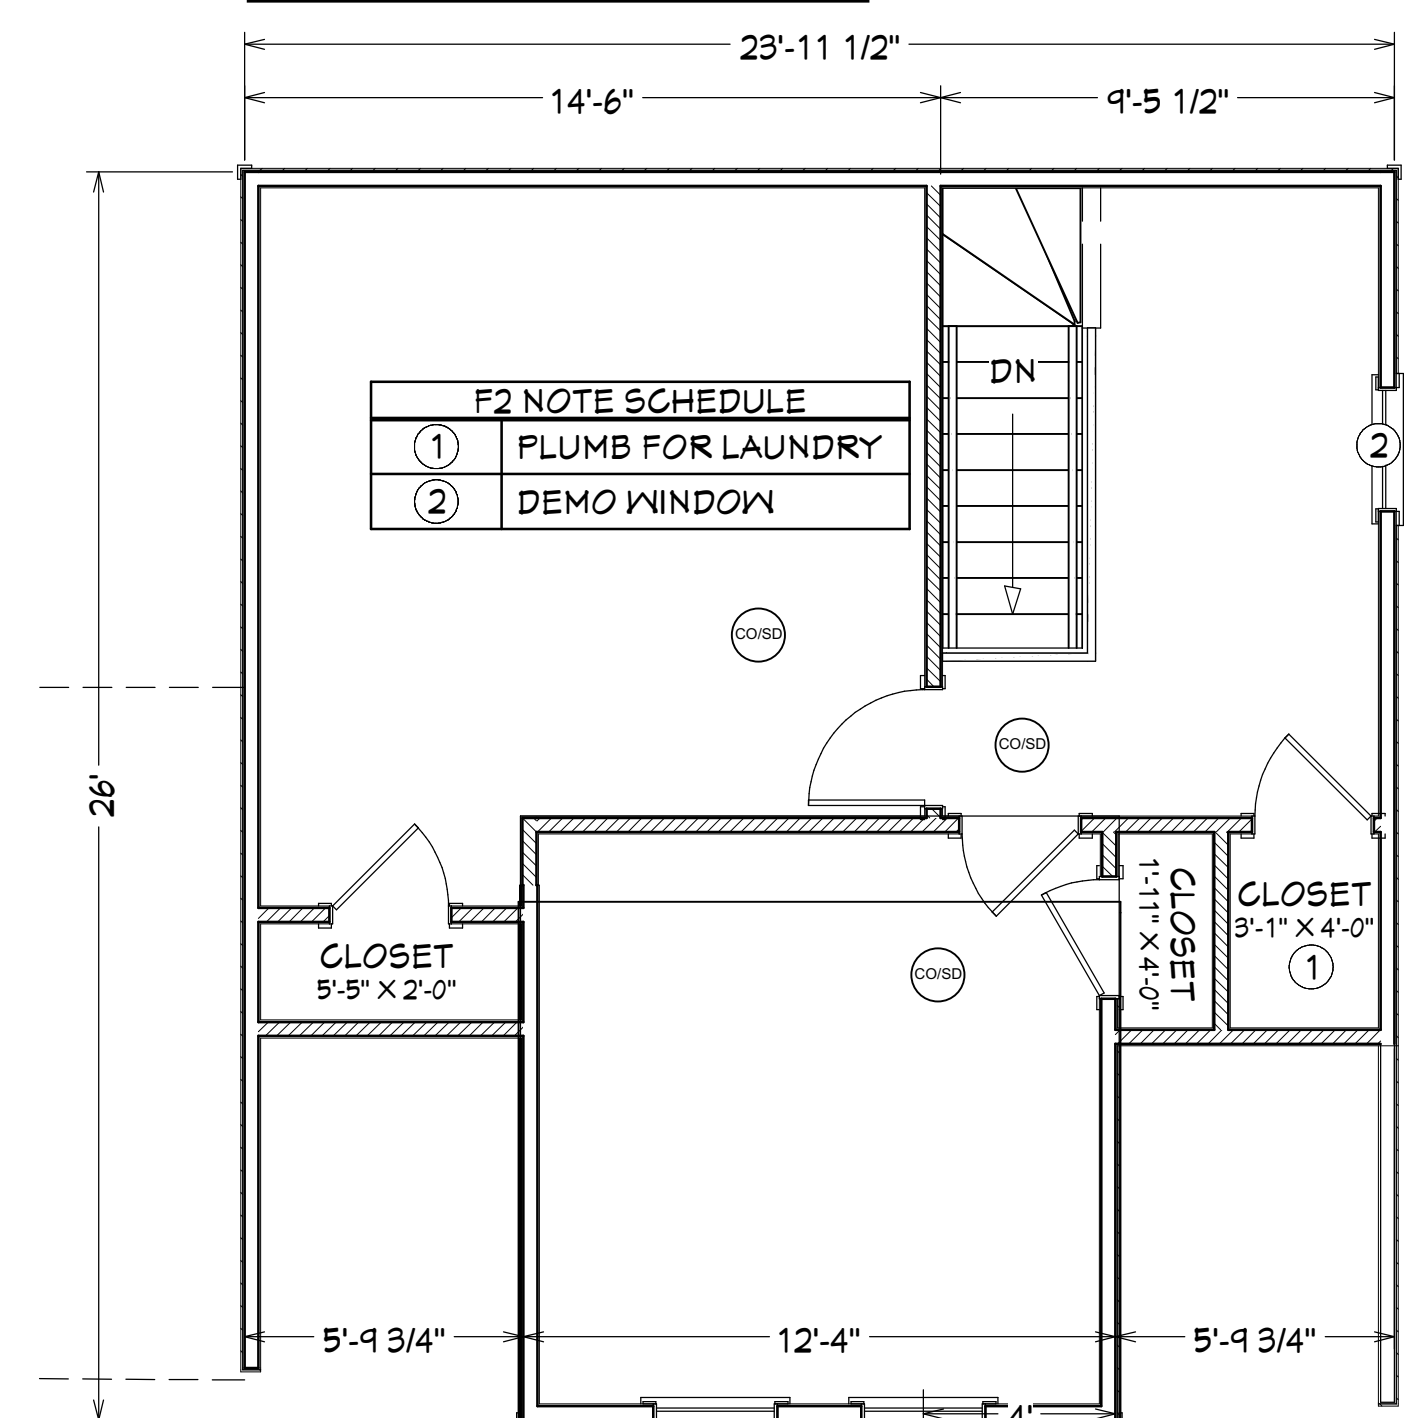 23'-11 1/2"
14'-6"
9'-5 1/2"
DN
F2 NOTE SCHEDULE
1 PLUMB FOR LAUNDRY
2 DEMO WINDOW
2
CO/SD
CO/SD
26'
CLOSET
5'-5" X 2'-0"
CO/SD
CLOSET
1'-11" X 4'-0"
CLOSET
3'-1" X 4'-0"
1
5'-9 3/4"
12'-4"
5'-9 3/4"
4'